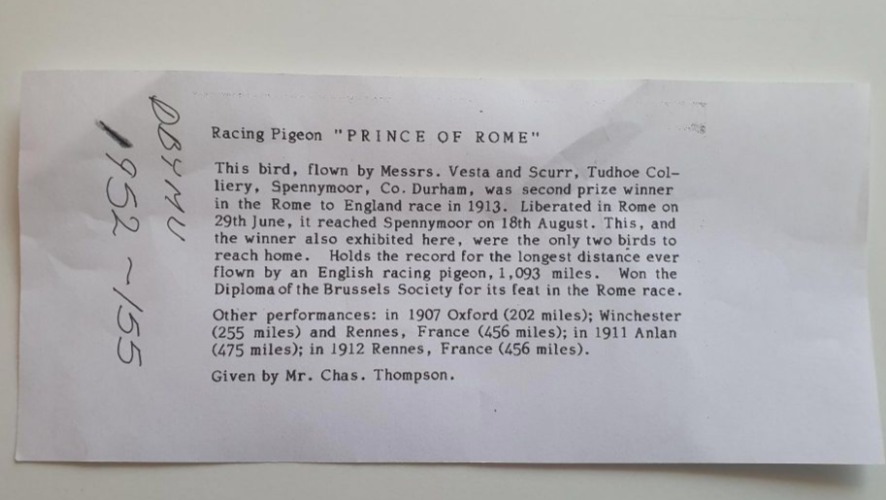 DBYMU
1952~155
Racing Pigeon "PRINCE OF ROME"
This bird, flown by Messrs. Vesta and Scurr, Tudhoe Col-
liery, Spennymoor, Co. Durham, was second prize winner
in the Rome to England race in 1913. Liberated in Rome on
29th June, it reached Spennymoor on 18th August. This, and
the winner also exhibited here, were the only two birds to
reach home. Holds the record for the longest distance ever
flown by an English racing pigeon, 1,093 miles. Won the
Diploma of the Brussels Society for its feat in the Rome race.
Other performances: in 1907 Oxford (202 miles); Winchester
(255 miles) and Rennes, France (456 miles); in 1911 Anlan
(475 miles); in 1912 Rennes, France (456 miles).
Given by Mr. Chas. Thompson.